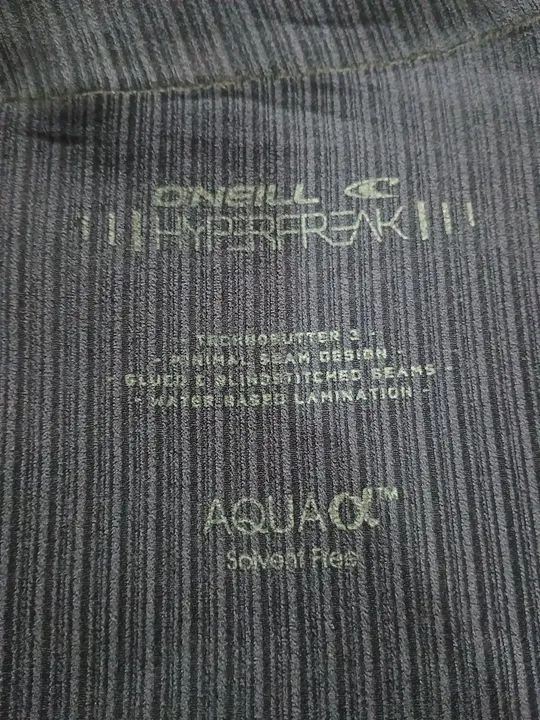 O'NEILL
HYPERFREAK
- TECHNOBUTTER 3 -
- MINIMAL SEAM DESIGN -
- GLUED & BLINDSTITCHED SEAMS -
- WATER BASED LAMINATION -
AQUA α™
Solvent Free